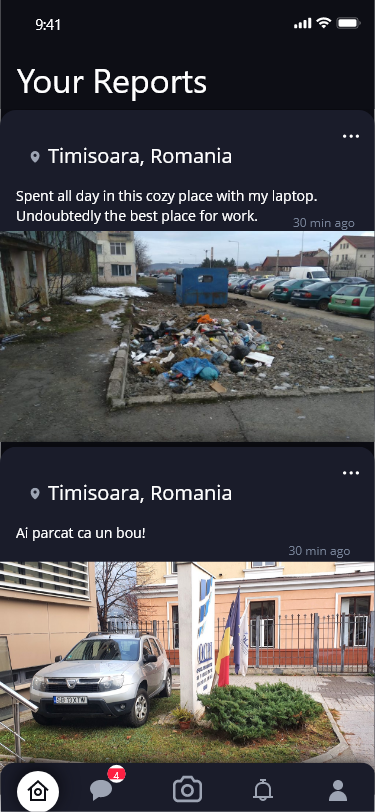 9:41
Your Reports
Timisoara, Romania
Spent all day in this cozy place with my laptop.
Undoubtedly the best place for work.
30 min ago
Timisoara, Romania
Ai parcat ca un bou!
30 min ago
4